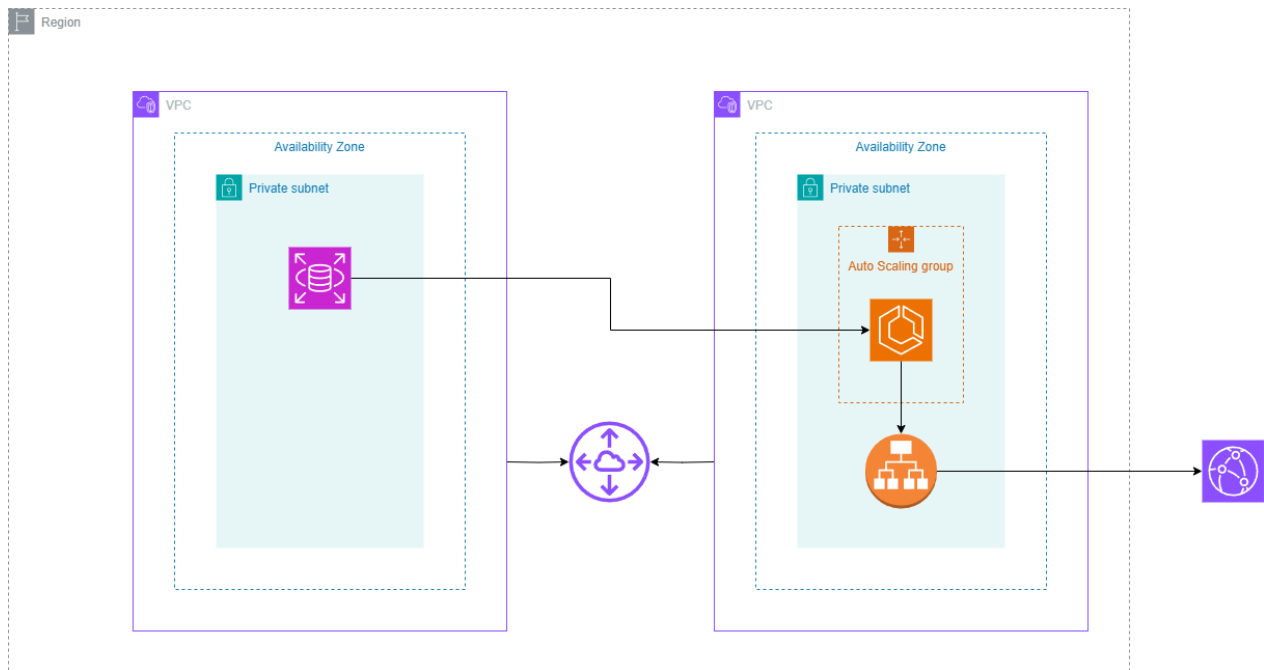 Region
VPC
VPC
Availability Zone
Availability Zone
Private subnet
Private subnet
Auto Scaling group